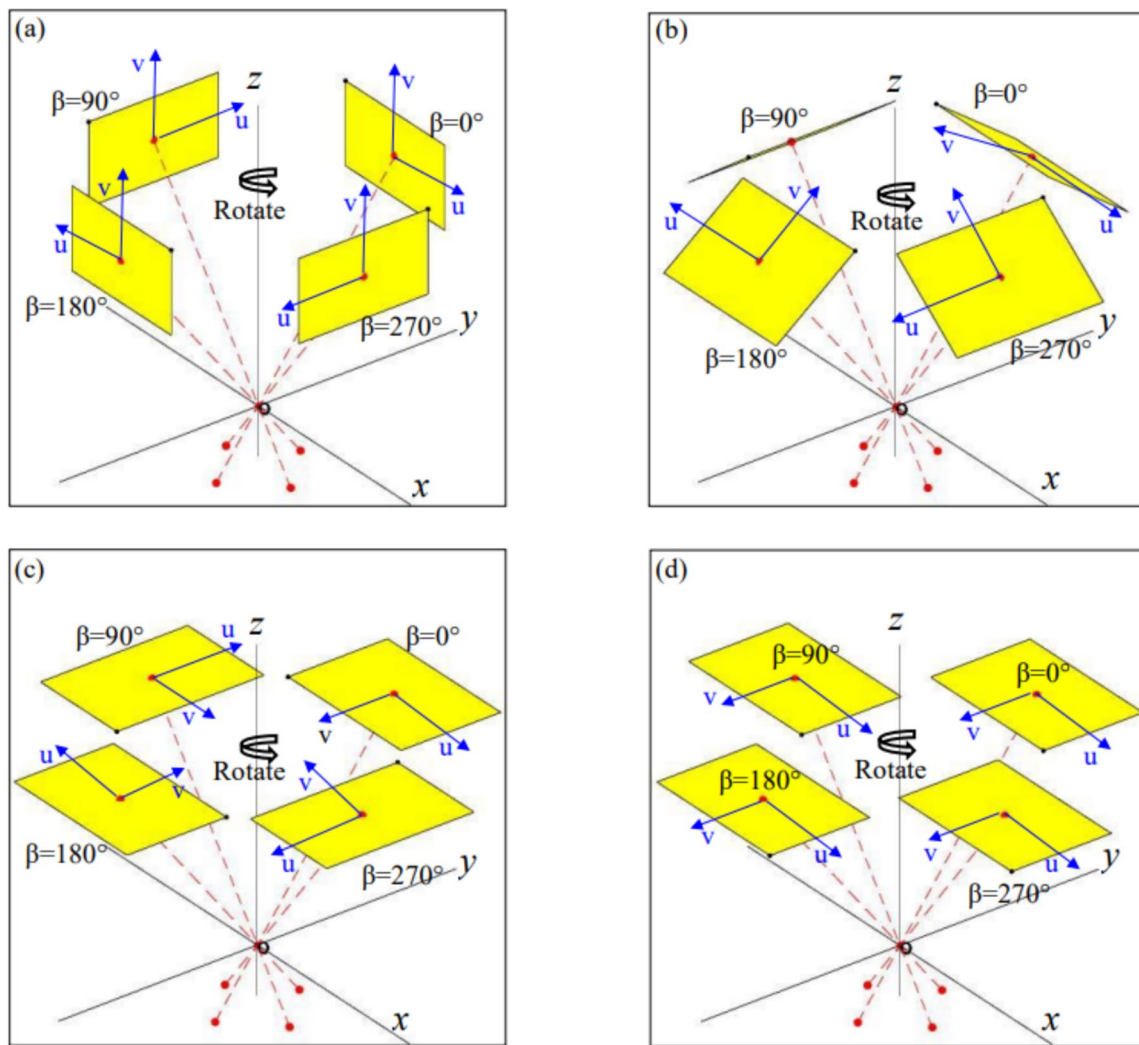 (a)
v
β=90°
u
z
v
β=0°
u
Rotate
v
u
β=180°
v
u
β=270°
y
O
x
(b)
z
β=90°
β=0°
v
u
Rotate
u
v
v
u
β=180°
β=270°
y
O
x
(c)
β=90°
u
z
β=0°
v
v
u
Rotate
u
v
v
u
β=180°
β=270°
y
O
x
(d)
z
β=90°
β=0°
v
u
v
u
Rotate
β=180°
v
u
v
u
β=270°
y
O
x